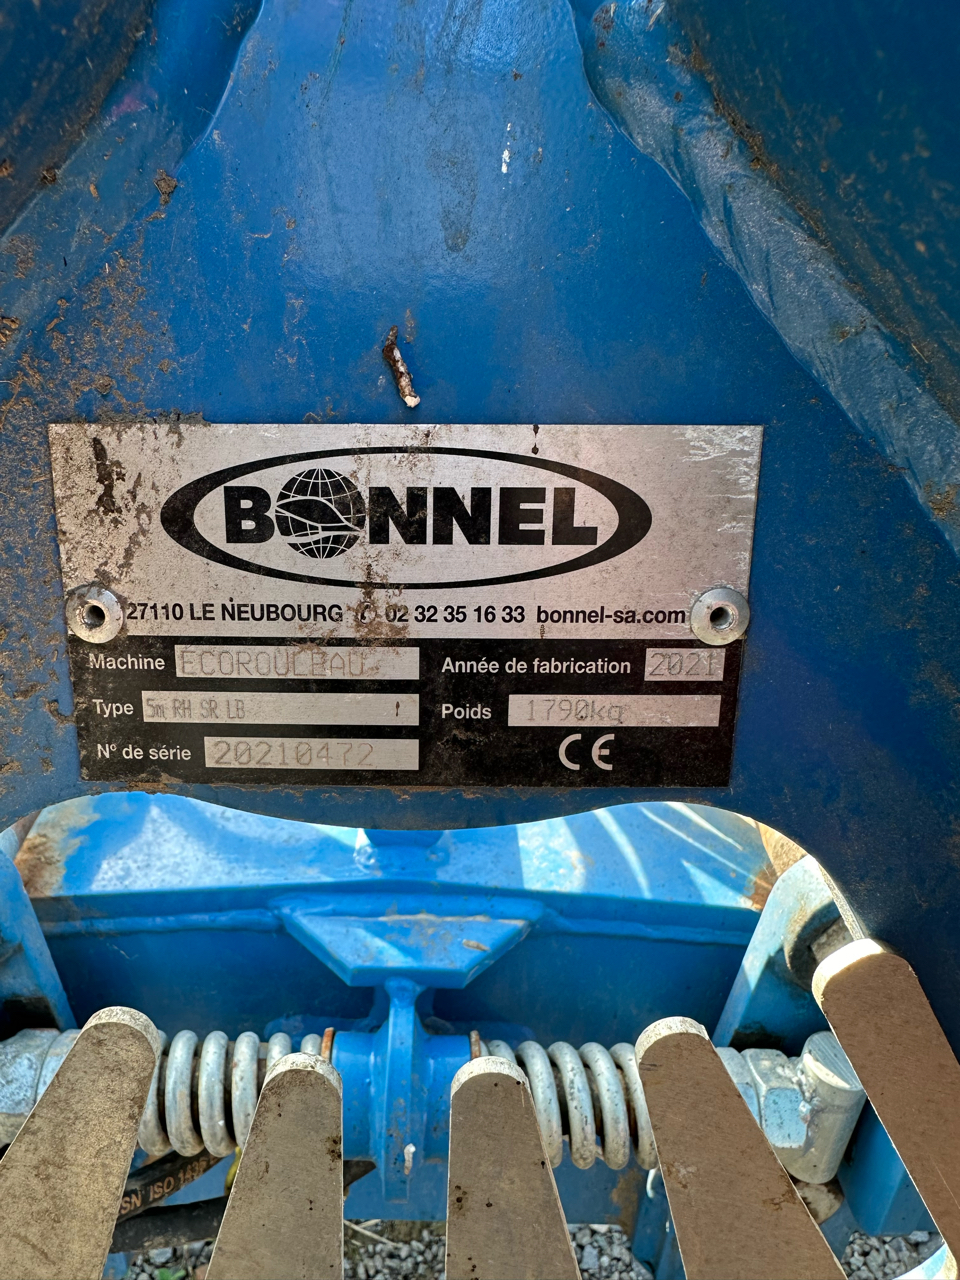 BONNEL
27110 LE NEUBOURG ✆ 02 32 35 16 33 bonnel-sa.com
Machine ECOROULEAU Année de fabrication 2021
Type 5m RH SR LB Poids 1790kg
N° de série 20210472 CE
ISO